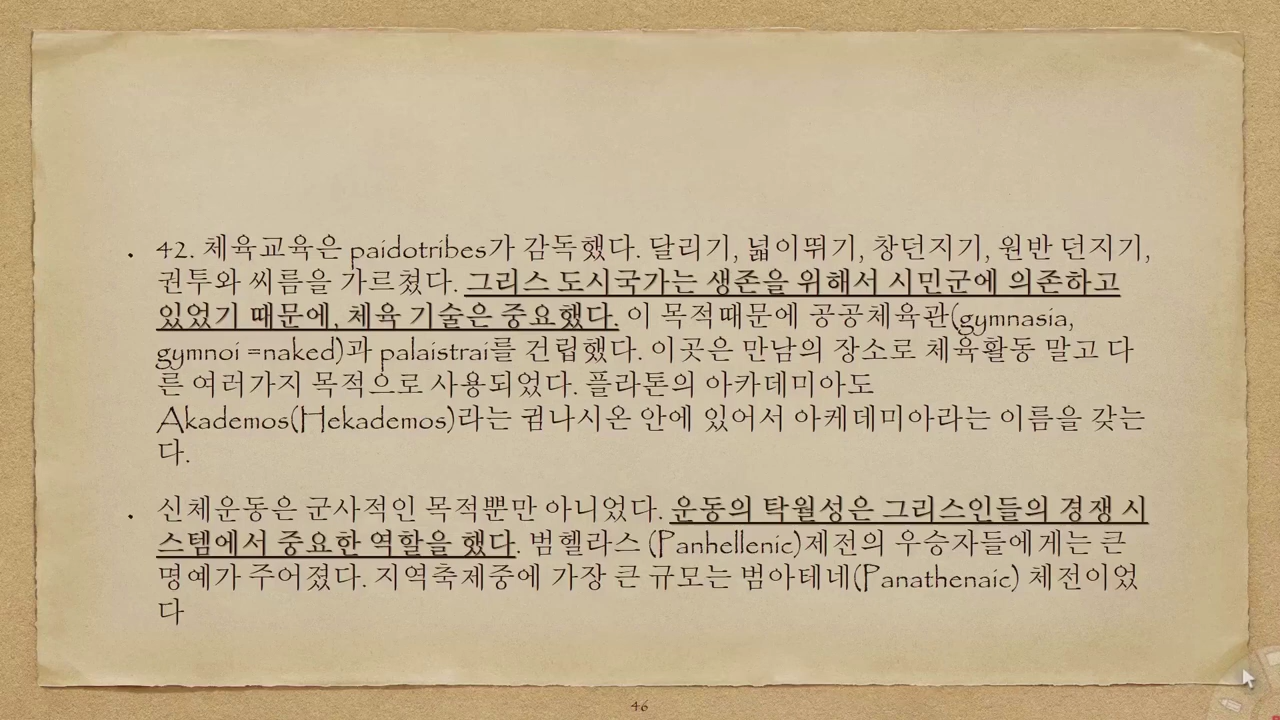 . 42. 체육교육은 paidotribes가 감독했다. 달리기, 넓이뛰기, 창던지기, 원반 던지기,
권투와 씨름을 가르쳤다. 그리스 도시국가는 생존을 위해서 시민군에 의존하고
있었기 때문에, 체육 기술은 중요했다. 이 목적때문에 공공체육관(gymnasia,
gymnoi =naked)과 palaistrai를 건립했다. 이곳은 만남의 장소로 체육활동 말고 다
른 여러가지 목적으로 사용되었다. 플라톤의 아카데미아도
Akademos(Hekademos)라는 귐나시온 안에 있어서 아케데미아라는 이름을 갖는
다.
. 신체운동은 군사적인 목적뿐만 아니었다. 운동의 탁월성은 그리스인들의 경쟁 시
스템에서 중요한 역할을 했다. 범헬라스 (Panhellenic)제전의 우승자들에게는 큰
명예가 주어졌다. 지역축제중에 가장 큰 규모는 범아테네(Panathenaic) 체전이었
다
46